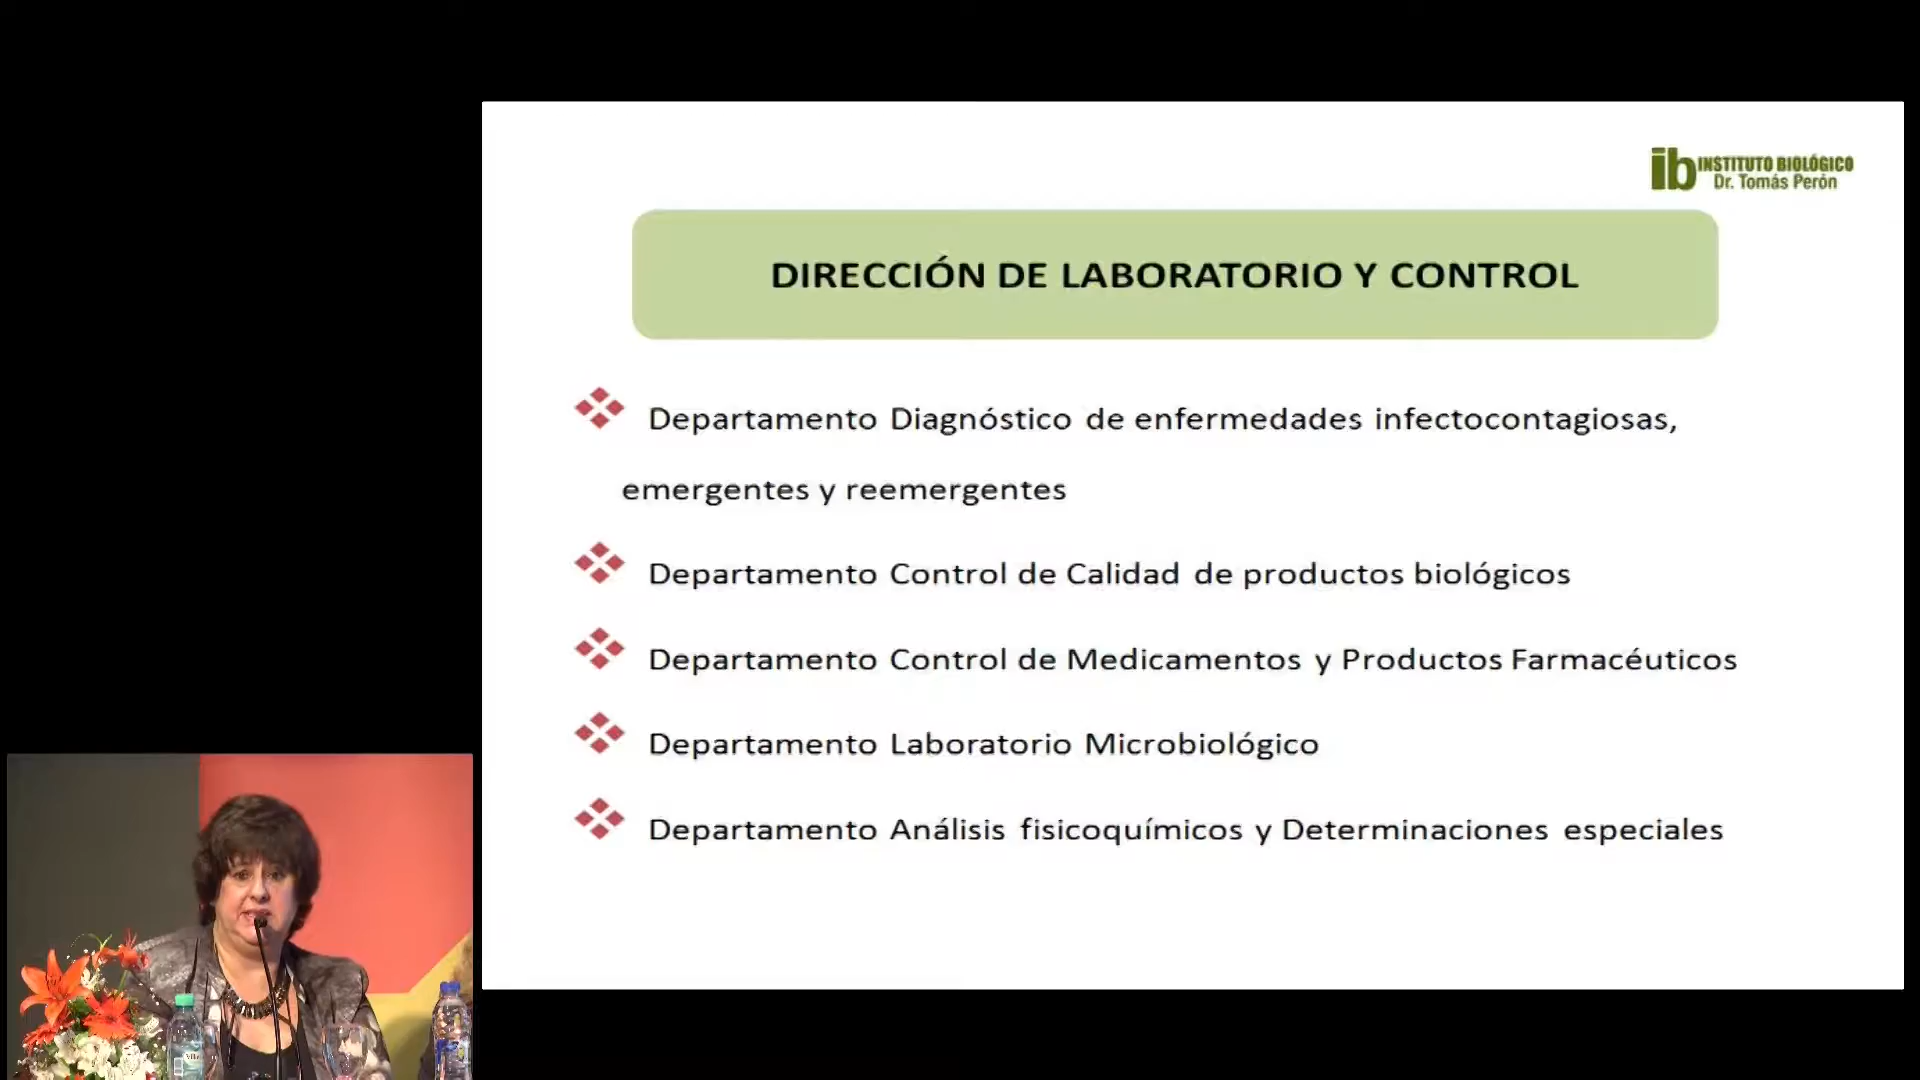 ib INSTITUTO BIOLÓGICO
Dr. Tomás Perón
DIRECCIÓN DE LABORATORIO Y CONTROL
Departamento Diagnóstico de enfermedades infectocontagiosas,
emergentes y reemergentes
Departamento Control de Calidad de productos biológicos
Departamento Control de Medicamentos y Productos Farmacéuticos
Departamento Laboratorio Microbiológico
Departamento Análisis fisicoquímicos y Determinaciones especiales